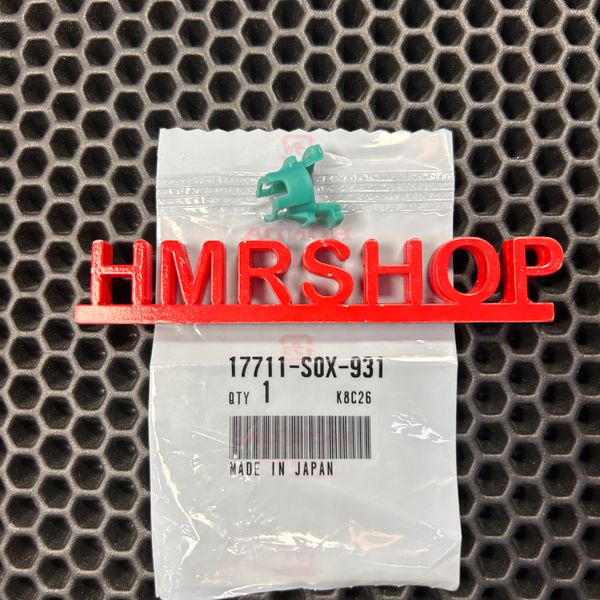 HMRSHOP
17711-S0X-931
QTY 1 K8C26
MADE IN JAPAN